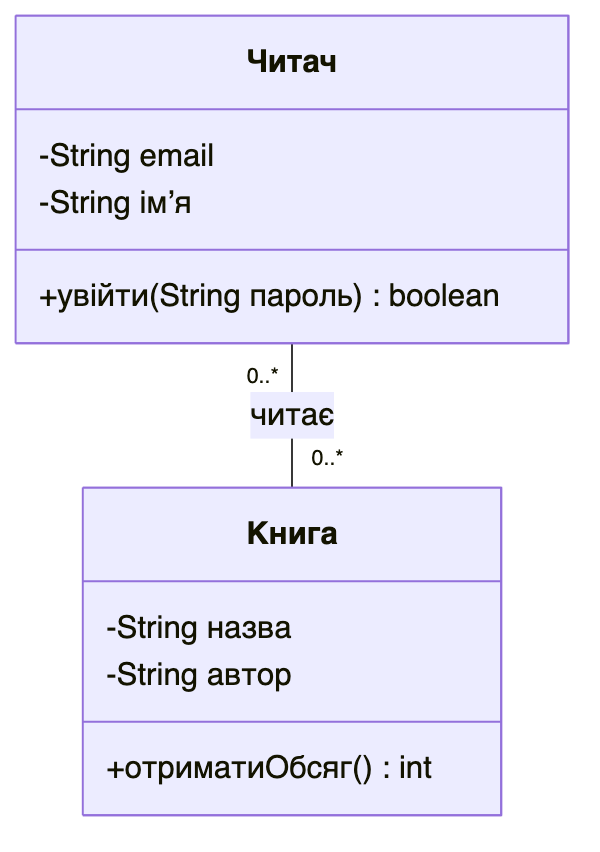 Читач
-String email
-String ім’я
+увійти(String пароль) : boolean
0..*
читає
0..*
Книга
-String назва
-String автор
+отриматиОбсяг() : int